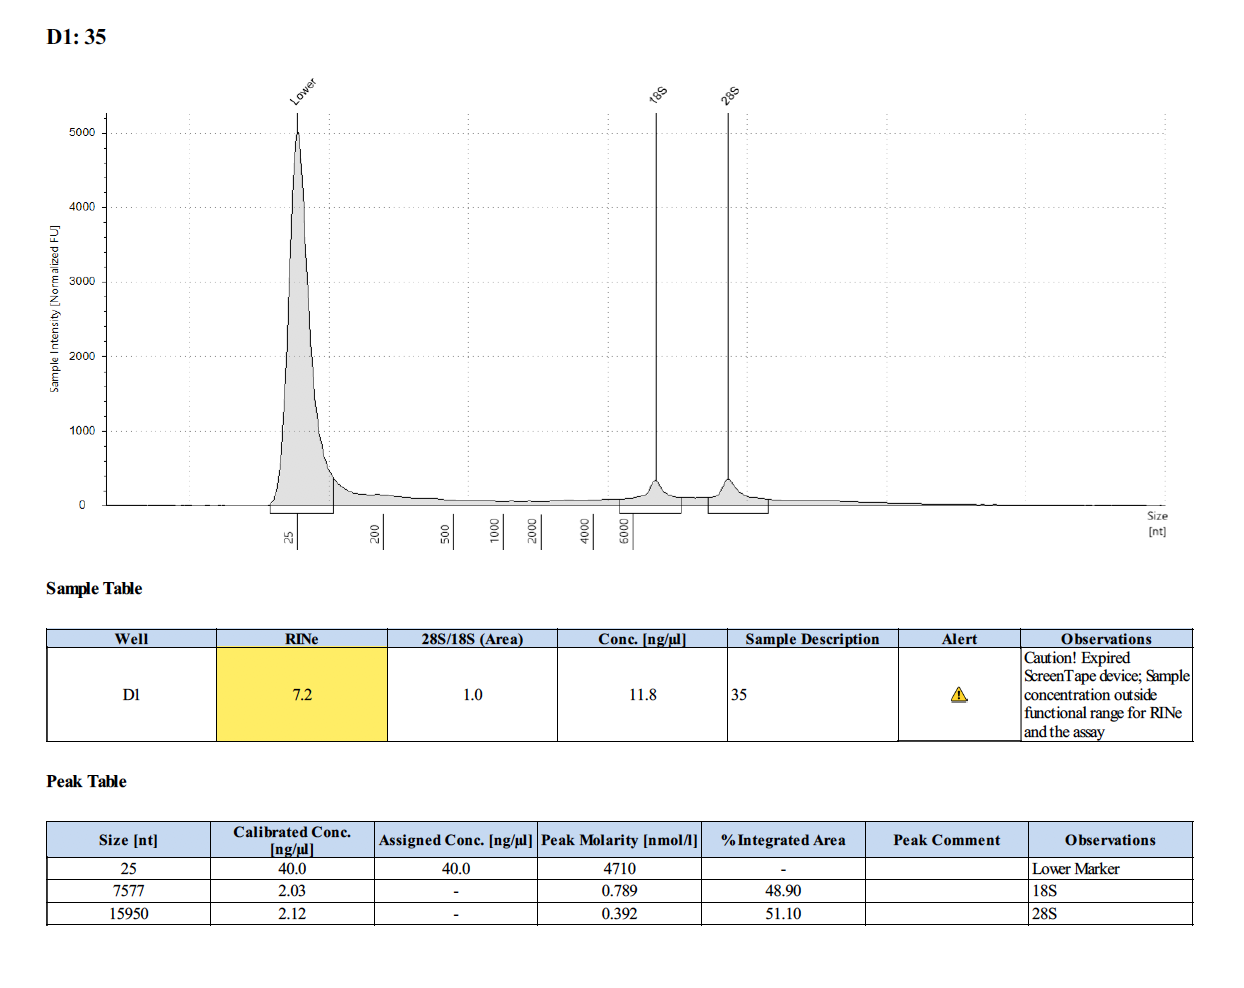 D1: 35
Lower
18S
28S
5000
4000
3000
2000
1000
0
Sample Intensity [Normalized FU]
25
200
500
1000
2000
4000
6000
Size
[nt]
Sample Table
Well RINe 28S/18S (Area) Conc. [ng/µl] Sample Description Alert Observations
D1 7.2 1.0 11.8 35
Caution! Expired
ScreenTape device; Sample
concentration outside
functional range for RINe
and the assay
Peak Table
Size [nt] Calibrated Conc. [ng/µl] Assigned Conc. [ng/µl] Peak Molarity [nmol/l] % Integrated Area Peak Comment Observations
25 40.0 40.0 4710 - Lower Marker
7577 2.03 - 0.789 48.90 18S
15950 2.12 - 0.392 51.10 28S